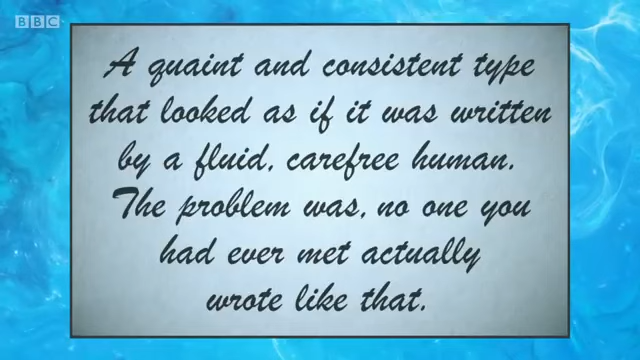 BBC
A quaint and consistent type
that looked as if it was written
by a fluid, carefree human.
The problem was, no one you
had ever met actually
wrote like that.